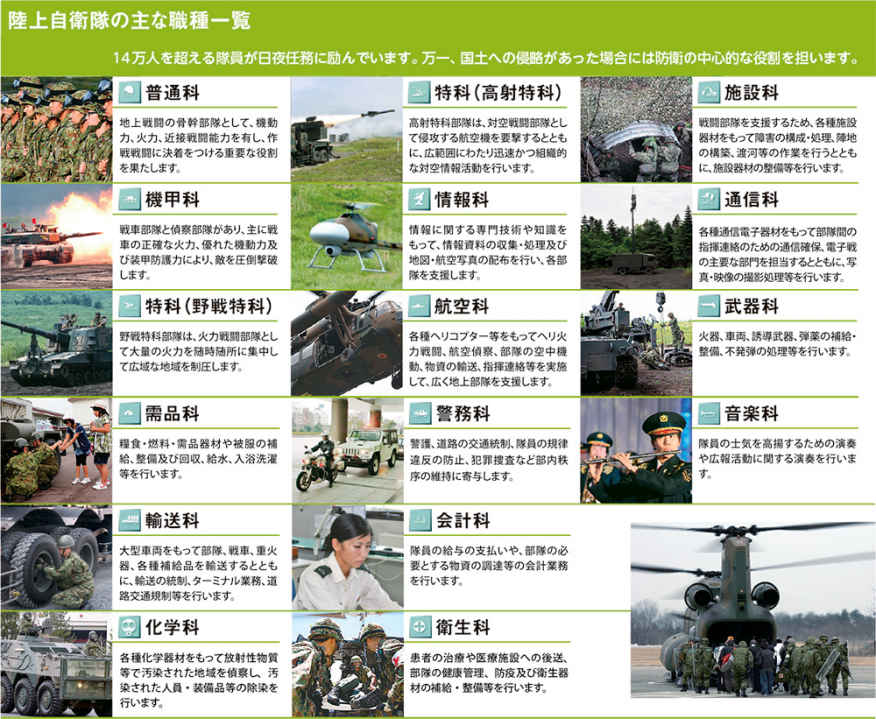 陸上自衛隊の主な職種一覧
14万人を超える隊員が日夜任務に励んでいます。万一、国土への侵略があった場合には防衛の中心的な役割を担います。
普通科
地上戦闘の骨幹部隊として、機動
力、火力、近接戦闘能力を有し、作
戦戦闘に決着をつける重要な役割
を果たします。
特科（高射特科）
高射特科部隊は、対空戦闘部隊とし
て侵攻する航空機を要撃するととも
に、広範囲にわたり迅速かつ組織的
な対空情報活動を行います。
施設科
戦闘部隊を支援するため、各種施設
器材をもって障害の構成・処理、陣地
の構築、渡河等の作業を行うととも
に、施設器材の整備等を行います。
機甲科
戦車部隊と偵察部隊があり、主に戦
車の正確な火力、優れた機動力及
び装甲防護力により、敵を圧倒撃破
します。
情報科
情報に関する専門技術や知識を
もって、情報資料の収集・処理及び
地図・航空写真の配布を行い、各部
隊を支援します。
通信科
各種通信電子器材をもって部隊間の
指揮連絡のための通信確保、電子戦
の主要な部門を担当するとともに、写
真・映像の撮影処理等を行います。
特科（野戦特科）
野戦特科部隊は、火力戦闘部隊とし
て大量の火力を随時随所に集中し
て広域な地域を制圧します。
航空科
各種ヘリコプター等をもってヘリ火
力戦闘、航空偵察、部隊の空中機
動、物資の輸送、指揮連絡等を実施
して、広く地上部隊を支援します。
武器科
火器、車両、誘導武器、弾薬の補給・
整備、不発弾の処理等を行います。
需品科
糧食・燃料・需品器材や被服の補
給、整備及び回収、給水、入浴洗濯
等を行います。
警務科
警護、道路の交通統制、隊員の規律
違反の防止、犯罪捜査など部内秩
序の維持に寄与します。
音楽科
隊員の士気を高揚するための演奏
や広報活動に関する演奏を行いま
す。
輸送科
大型車両をもって部隊、戦車、重火
器、各種補給品を輸送するととも
に、輸送の統制、ターミナル業務、道
路交通規制等を行います。
会計科
隊員の給与の支払いや、部隊の必
要とする物資の調達等の会計業務
を行います。
化学科
各種化学器材をもって放射性物質
等で汚染された地域を偵察し、汚
染された人員・装備品等の除染を
行います。
衛生科
患者の治療や医療施設への後送、
部隊の健康管理、防疫及び衛生器
材の補給・整備等を行います。